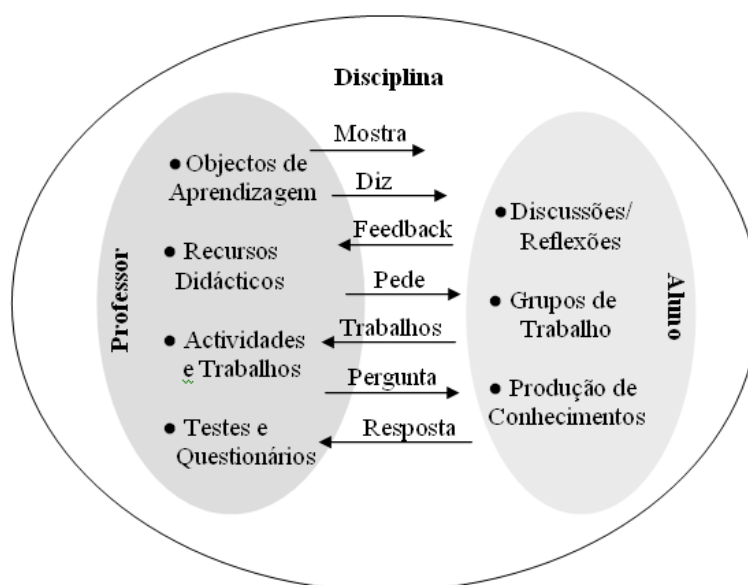 Disciplina
Professor
● Objectos de
Aprendizagem
● Recursos
Didácticos
● Actividades
e Trabalhos
● Testes e
Questionários
Mostra
Diz
Feedback
Pede
Trabalhos
Pergunta
Resposta
● Discussões/
Reflexões
● Grupos de
Trabalho
● Produção de
Conhecimentos
Aluno